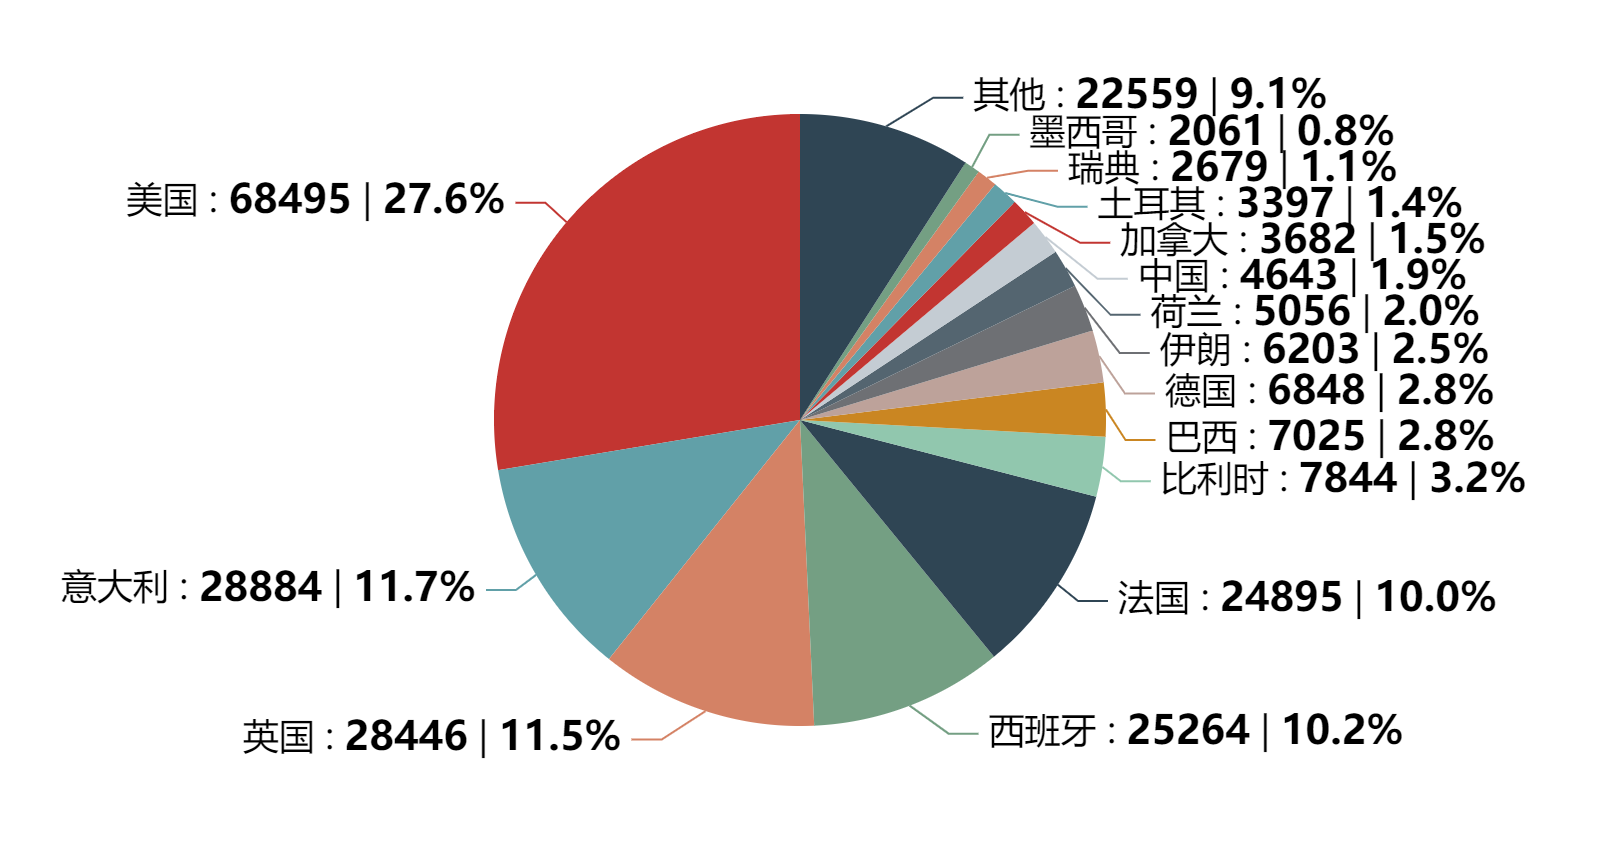 其他 : 22559 | 9.1%
墨西哥 : 2061 | 0.8%
瑞典 : 2679 | 1.1%
土耳其 : 3397 | 1.4%
加拿大 : 3682 | 1.5%
中国 : 4643 | 1.9%
荷兰 : 5056 | 2.0%
伊朗 : 6203 | 2.5%
德国 : 6848 | 2.8%
巴西 : 7025 | 2.8%
比利时 : 7844 | 3.2%
法国 : 24895 | 10.0%
西班牙 : 25264 | 10.2%
英国 : 28446 | 11.5%
意大利 : 28884 | 11.7%
美国 : 68495 | 27.6%